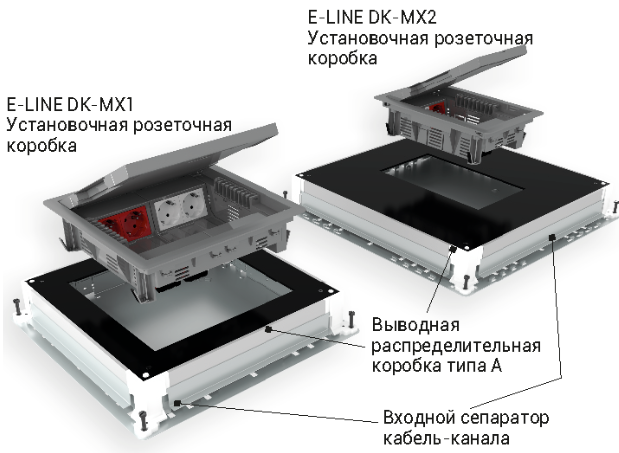 E-LINE DK-MX2
Установочная розеточная
коробка
E-LINE DK-MX1
Установочная розеточная
коробка
Выводная
распределительная
коробка типа А
Входной сепаратор
кабель-канала